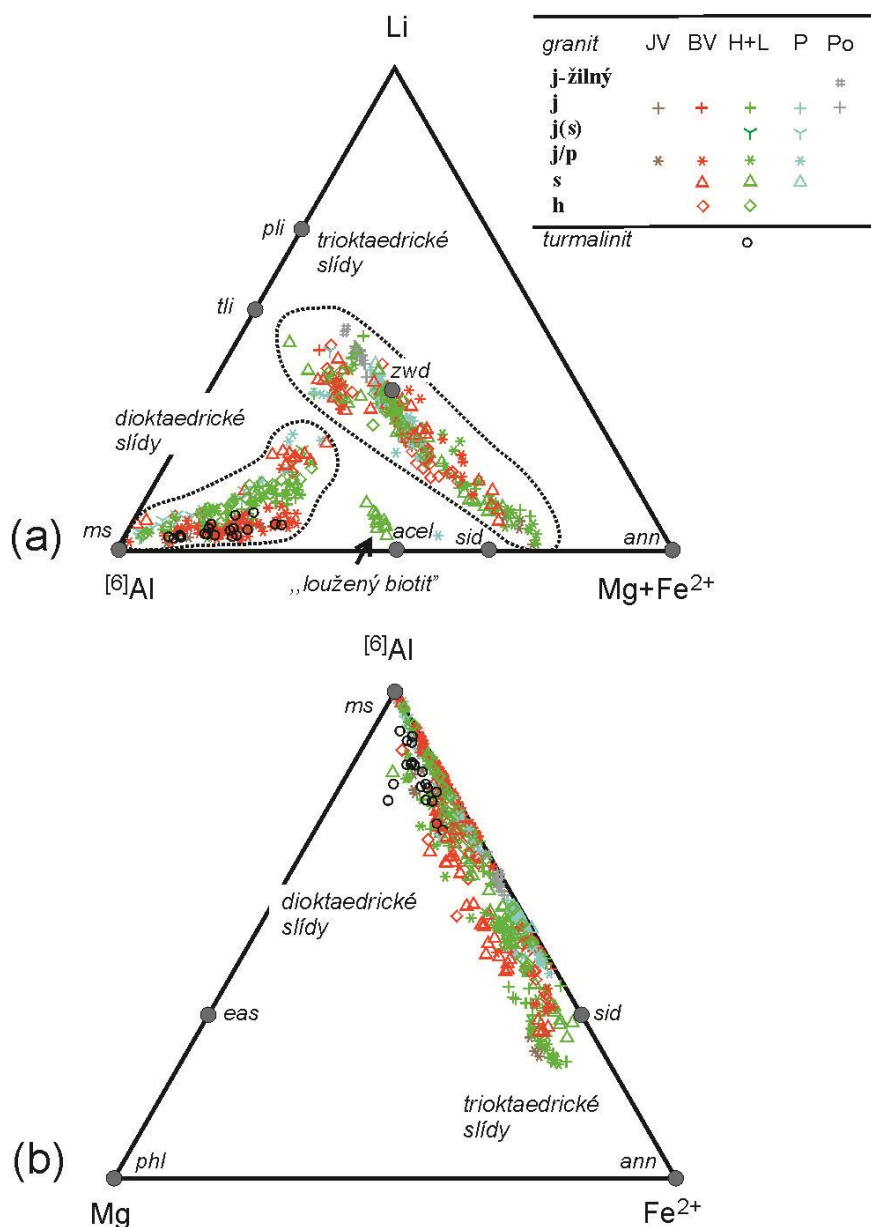 Li
granit JV BV H+L P Po
j-žilný
j
j(s)
j/p
s
h
turmalinit
pli
trioktaedrické
slídy
tli
zwd
dioktaedrické
slídy
(a)
ms
acel
sid
ann
[6]Al
,,loužený biotit"
Mg+Fe2+
[6]Al
ms
dioktaedrické
slídy
eas
sid
trioktaedrické
slídy
(b)
phl
ann
Mg
Fe2+